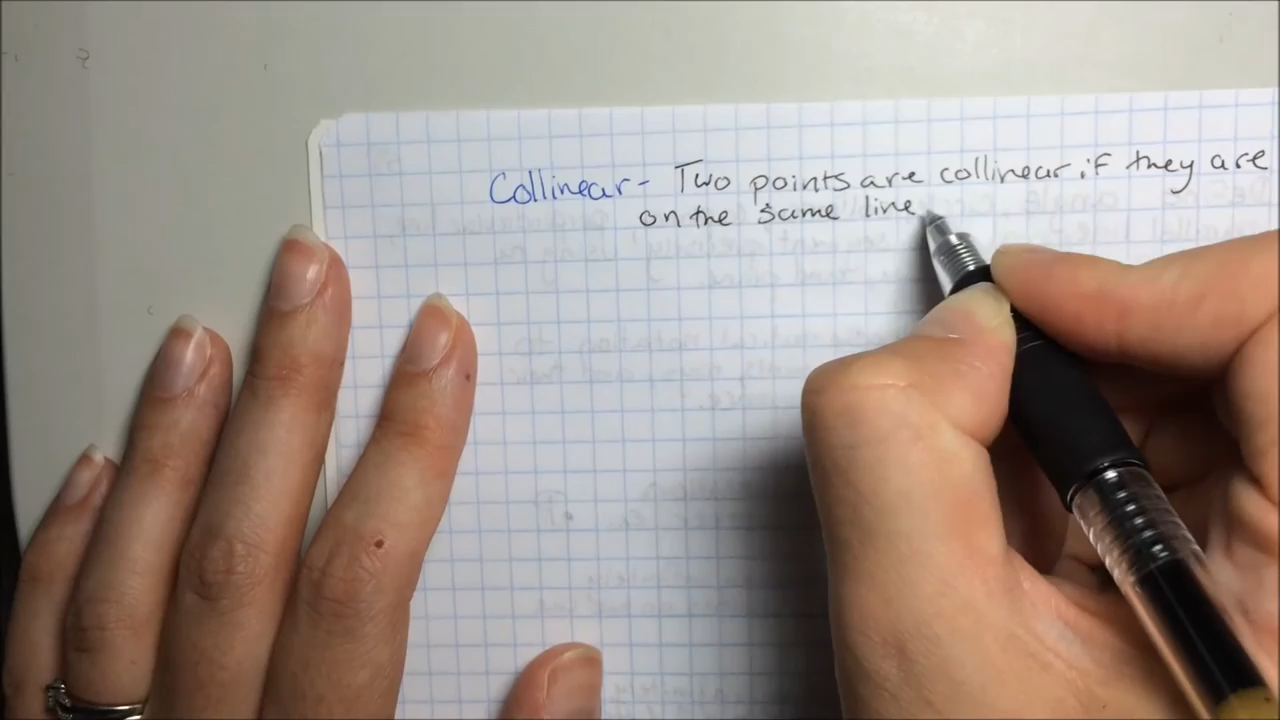 Collinear - Two points are collinear if they are
on the same line